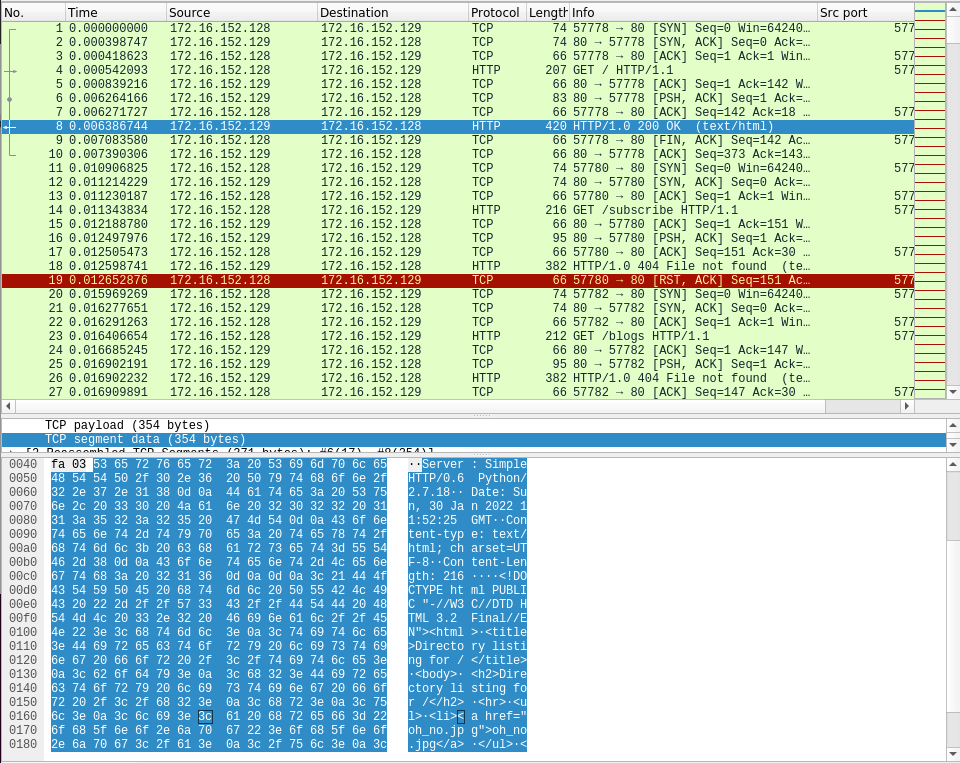 No. Time Source Destination Protocol Length Info Src port
1 0.000000000 172.16.152.128 172.16.152.129 TCP 74 57778 → 80 [SYN] Seq=0 Win=64240… 577
2 0.000398747 172.16.152.129 172.16.152.128 TCP 74 80 → 57778 [SYN, ACK] Seq=0 Ack=…
3 0.000418623 172.16.152.128 172.16.152.129 TCP 66 57778 → 80 [ACK] Seq=1 Ack=1 Win… 577
4 0.000542093 172.16.152.128 172.16.152.129 HTTP 207 GET / HTTP/1.1 577
5 0.000839216 172.16.152.129 172.16.152.128 TCP 66 80 → 57778 [ACK] Seq=1 Ack=142 W…
6 0.006264166 172.16.152.129 172.16.152.128 TCP 83 80 → 57778 [PSH, ACK] Seq=1 Ack=…
7 0.006271727 172.16.152.128 172.16.152.129 TCP 66 57778 → 80 [ACK] Seq=142 Ack=18 … 577
8 0.006386744 172.16.152.129 172.16.152.128 HTTP 420 HTTP/1.0 200 OK (text/html)
9 0.007083580 172.16.152.128 172.16.152.129 TCP 66 57778 → 80 [FIN, ACK] Seq=142 Ac… 577
10 0.007390306 172.16.152.129 172.16.152.128 TCP 66 80 → 57778 [ACK] Seq=373 Ack=143…
11 0.010906825 172.16.152.128 172.16.152.129 TCP 74 57780 → 80 [SYN] Seq=0 Win=64240… 577
12 0.011214229 172.16.152.129 172.16.152.128 TCP 74 80 → 57780 [SYN, ACK] Seq=0 Ack=…
13 0.011230187 172.16.152.128 172.16.152.129 TCP 66 57780 → 80 [ACK] Seq=1 Ack=1 Win… 577
14 0.011343834 172.16.152.128 172.16.152.129 HTTP 216 GET /subscribe HTTP/1.1 577
15 0.012188780 172.16.152.129 172.16.152.128 TCP 66 80 → 57780 [ACK] Seq=1 Ack=151 W…
16 0.012497976 172.16.152.129 172.16.152.128 TCP 95 80 → 57780 [PSH, ACK] Seq=1 Ack=…
17 0.012505473 172.16.152.128 172.16.152.129 TCP 66 57780 → 80 [ACK] Seq=151 Ack=30 … 577
18 0.012598741 172.16.152.129 172.16.152.128 HTTP 382 HTTP/1.0 404 File not found (te…
19 0.012652876 172.16.152.128 172.16.152.129 TCP 66 57780 → 80 [RST, ACK] Seq=151 Ac… 577
20 0.015969269 172.16.152.128 172.16.152.129 TCP 74 57782 → 80 [SYN] Seq=0 Win=64240… 577
21 0.016277651 172.16.152.129 172.16.152.128 TCP 74 80 → 57782 [SYN, ACK] Seq=0 Ack=…
22 0.016291263 172.16.152.128 172.16.152.129 TCP 66 57782 → 80 [ACK] Seq=1 Ack=1 Win… 577
23 0.016406654 172.16.152.128 172.16.152.129 HTTP 212 GET /blogs HTTP/1.1 577
24 0.016685245 172.16.152.129 172.16.152.128 TCP 66 80 → 57782 [ACK] Seq=1 Ack=147 W…
25 0.016902191 172.16.152.129 172.16.152.128 TCP 95 80 → 57782 [PSH, ACK] Seq=1 Ack=…
26 0.016902232 172.16.152.129 172.16.152.128 HTTP 382 HTTP/1.0 404 File not found (te…
27 0.016909891 172.16.152.128 172.16.152.129 TCP 66 57782 → 80 [ACK] Seq=147 Ack=30 … 577
TCP payload (354 bytes)
TCP segment data (354 bytes)
[2 Reassembled TCP Segments (371 bytes): #6(17), #8(354)]
0040 fa 03 53 65 72 76 65 72 3a 20 53 69 6d 70 6c 65 ··Server : Simple
0050 48 54 54 50 2f 30 2e 36 20 50 79 74 68 6f 6e 2f HTTP/0.6 Python/
0060 32 2e 37 2e 31 38 0d 0a 44 61 74 65 3a 20 53 75 2.7.18·· Date: Su
0070 6e 2c 20 33 30 20 4a 61 6e 20 32 30 32 32 20 31 n, 30 Ja n 2022 1
0080 31 3a 35 32 3a 32 35 20 47 4d 54 0d 0a 43 6f 6e 1:52:25 GMT··Con
0090 74 65 6e 74 2d 74 79 70 65 3a 20 74 65 78 74 2f tent-typ e: text/
00a0 68 74 6d 6c 3b 20 63 68 61 72 73 65 74 3d 55 54 html; ch arset=UT
00b0 46 2d 38 0d 0a 43 6f 6e 74 65 6e 74 2d 4c 65 6e F-8··Con tent-Len
00c0 67 74 68 3a 20 32 31 36 0d 0a 0d 0a 3c 21 44 4f gth: 216 ····<!DO
00d0 43 54 59 50 45 20 68 74 6d 6c 20 50 55 42 4c 49 CTYPE ht ml PUBLI
00e0 43 20 22 2d 2f 2f 57 33 43 2f 2f 44 54 44 20 48 C "-//W3 C//DTD H
00f0 54 4d 4c 20 33 2e 32 20 46 69 6e 61 6c 2f 2f 45 TML 3.2 Final//E
0100 4e 22 3e 3c 68 74 6d 6c 3e 0a 3c 74 69 74 6c 65 N"><html >·<title
0110 3e 44 69 72 65 63 74 6f 72 79 20 6c 69 73 74 69 >Directo ry listi
0120 6e 67 20 66 6f 72 20 2f 3c 2f 74 69 74 6c 65 3e ng for / </title>
0130 0a 3c 62 6f 64 79 3e 0a 3c 68 32 3e 44 69 72 65 ·<body>· <h2>Dire
0140 63 74 6f 72 79 20 6c 69 73 74 69 6e 67 20 66 6f ctory li sting fo
0150 72 20 2f 3c 2f 68 32 3e 0a 3c 68 72 3e 0a 3c 75 r /</h2> ·<hr>·<u
0160 6c 3e 0a 3c 6c 69 3e 3c 61 20 68 72 65 66 3d 22 l>·<li>< a href="
0170 6f 68 5f 6e 6f 2e 6a 70 67 22 3e 6f 68 5f 6e 6f oh_no.jp g">oh_no
0180 2e 6a 70 67 3c 2f 61 3e 0a 3c 2f 75 6c 3e 0a 3c .jpg</a> ·</ul>·<